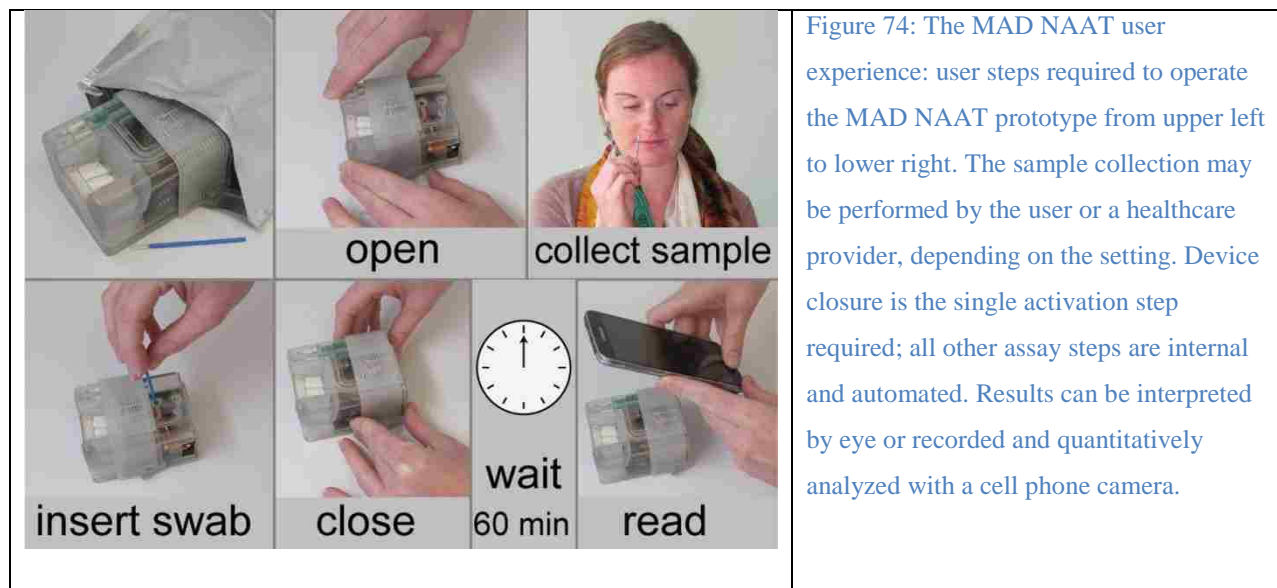 open
collect sample
insert swab
close
wait
60 min
read
Figure 74: The MAD NAAT user
experience: user steps required to operate
the MAD NAAT prototype from upper left
to lower right. The sample collection may
be performed by the user or a healthcare
provider, depending on the setting. Device
closure is the single activation step
required; all other assay steps are internal
and automated. Results can be interpreted
by eye or recorded and quantitatively
analyzed with a cell phone camera.